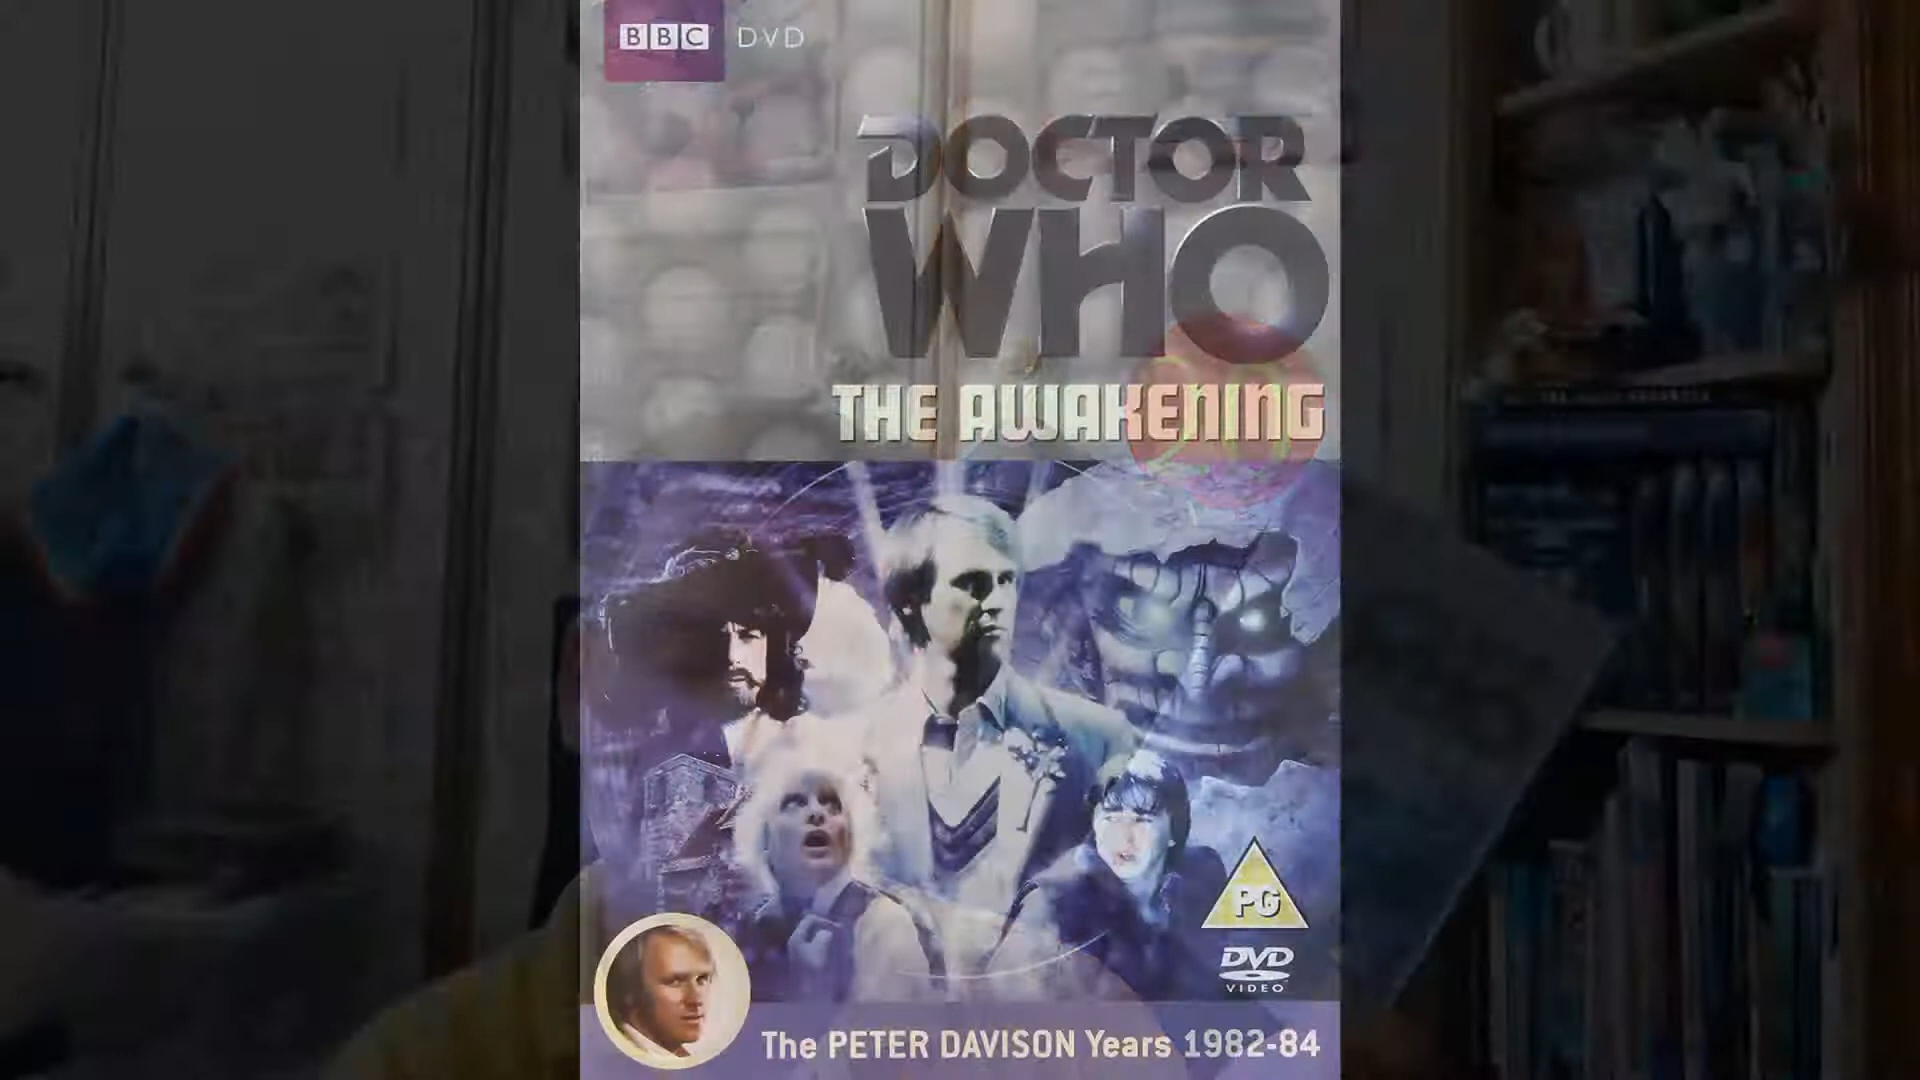 BBC DVD
DOCTOR
WHO
THE AWAKENING
PG
DVD
VIDEO
The PETER DAVISON Years 1982-84